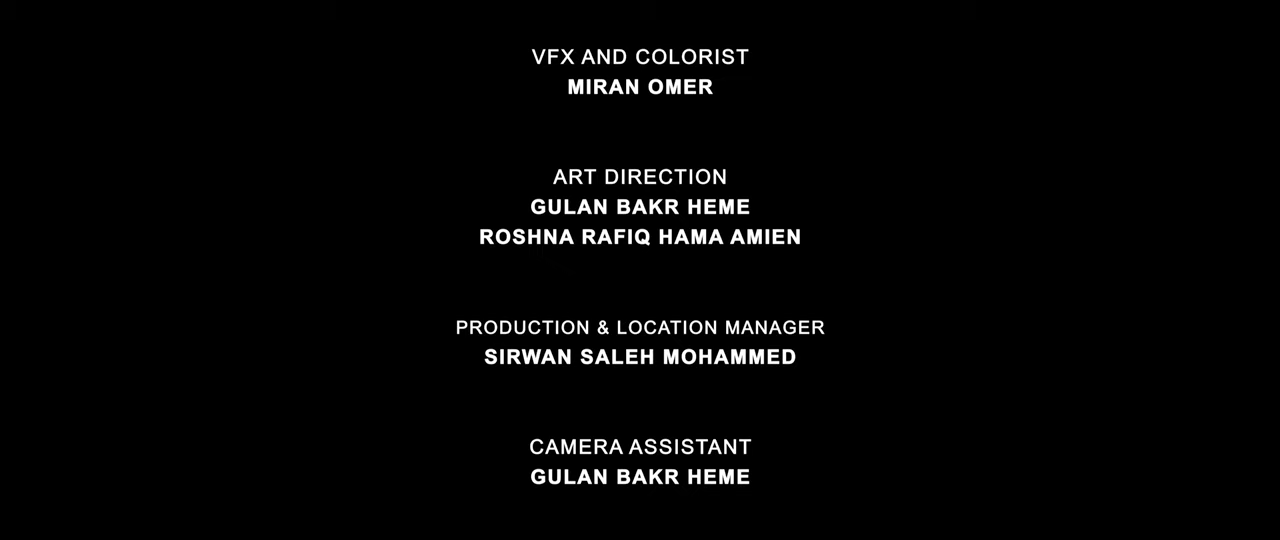 VFX AND COLORIST
MIRAN OMER
ART DIRECTION
GULAN BAKR HEME
ROSHNA RAFIQ HAMA AMIEN
PRODUCTION & LOCATION MANAGER
SIRWAN SALEH MOHAMMED
CAMERA ASSISTANT
GULAN BAKR HEME